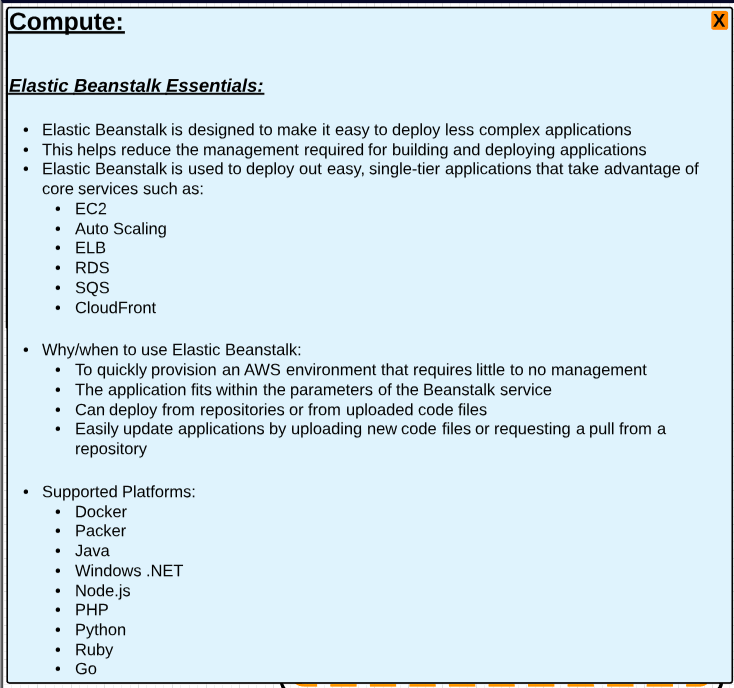 Compute:
X
Elastic Beanstalk Essentials:
• Elastic Beanstalk is designed to make it easy to deploy less complex applications
• This helps reduce the management required for building and deploying applications
• Elastic Beanstalk is used to deploy out easy, single-tier applications that take advantage of
core services such as:
• EC2
• Auto Scaling
• ELB
• RDS
• SQS
• CloudFront
• Why/when to use Elastic Beanstalk:
• To quickly provision an AWS environment that requires little to no management
• The application fits within the parameters of the Beanstalk service
• Can deploy from repositories or from uploaded code files
• Easily update applications by uploading new code files or requesting a pull from a
repository
• Supported Platforms:
• Docker
• Packer
• Java
• Windows .NET
• Node.js
• PHP
• Python
• Ruby
• Go